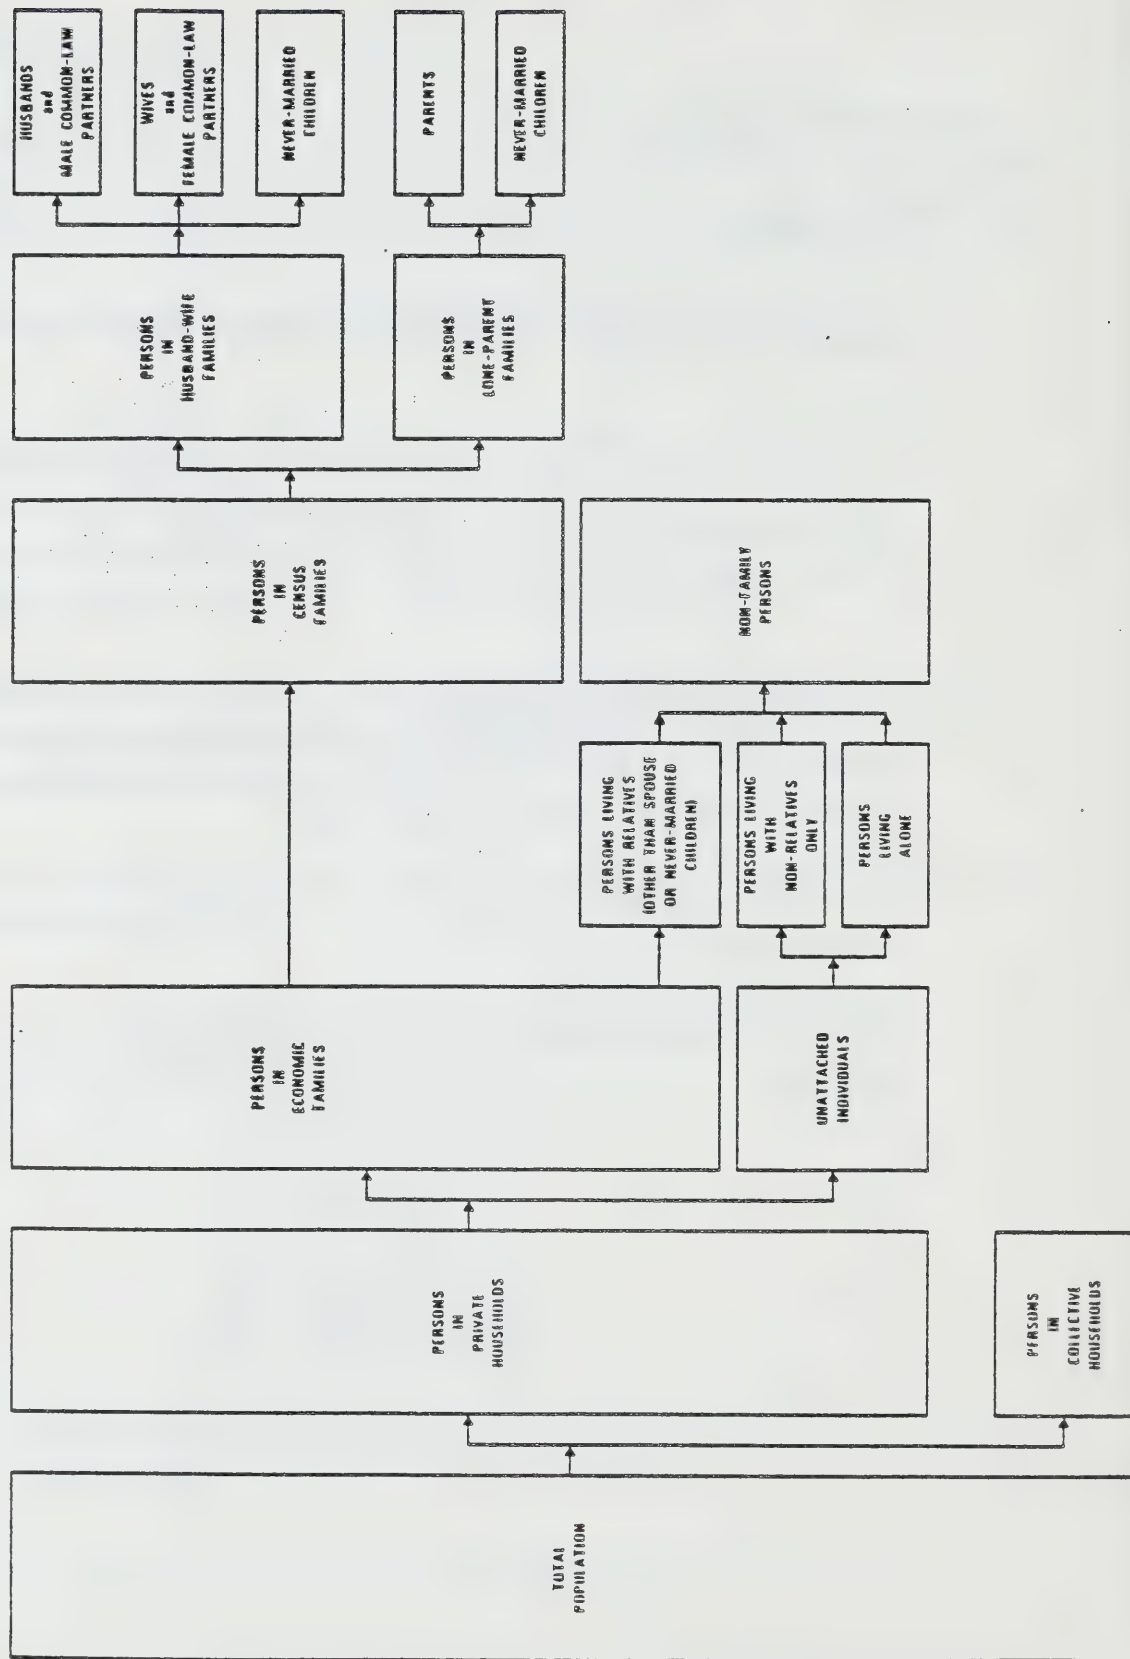 TOTAL
POPULATION
PERSONS
IN
PRIVATE
HOUSEHOLDS
PERSONS
IN
COLLECTIVE
HOUSEHOLDS
PERSONS
IN
ECONOMIC
FAMILIES
UNATTACHED
INDIVIDUALS
PERSONS LIVING
WITH RELATIVES
(OTHER THAN SPOUSE
OR NEVER-MARRIED
CHILDREN)
PERSONS LIVING
WITH
NON-RELATIVES
ONLY
PERSONS
LIVING
ALONE
PERSONS
IN
CENSUS
FAMILIES
NON-FAMILY
PERSONS
PERSONS
IN
HUSBAND-WIFE
FAMILIES
PERSONS
IN
LONE-PARENT
FAMILIES
HUSBANDS
and
MALE COMMON-LAW
PARTNERS
WIVES
and
FEMALE COMMON-LAW
PARTNERS
NEVER-MARRIED
CHILDREN
PARENTS
NEVER-MARRIED
CHILDREN